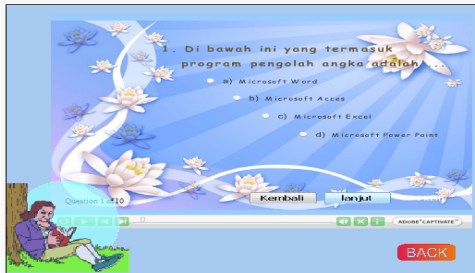 1. Di bawah ini yang termasuk
program pengolah angka adalah ...
a) Microsoft Word
b) Microsoft Acces
c) Microsoft Excel
d) Microsoft Power Point
Question 1 of 10
Kembali
lanjut
ADOBE CAPTIVATE™
BACK